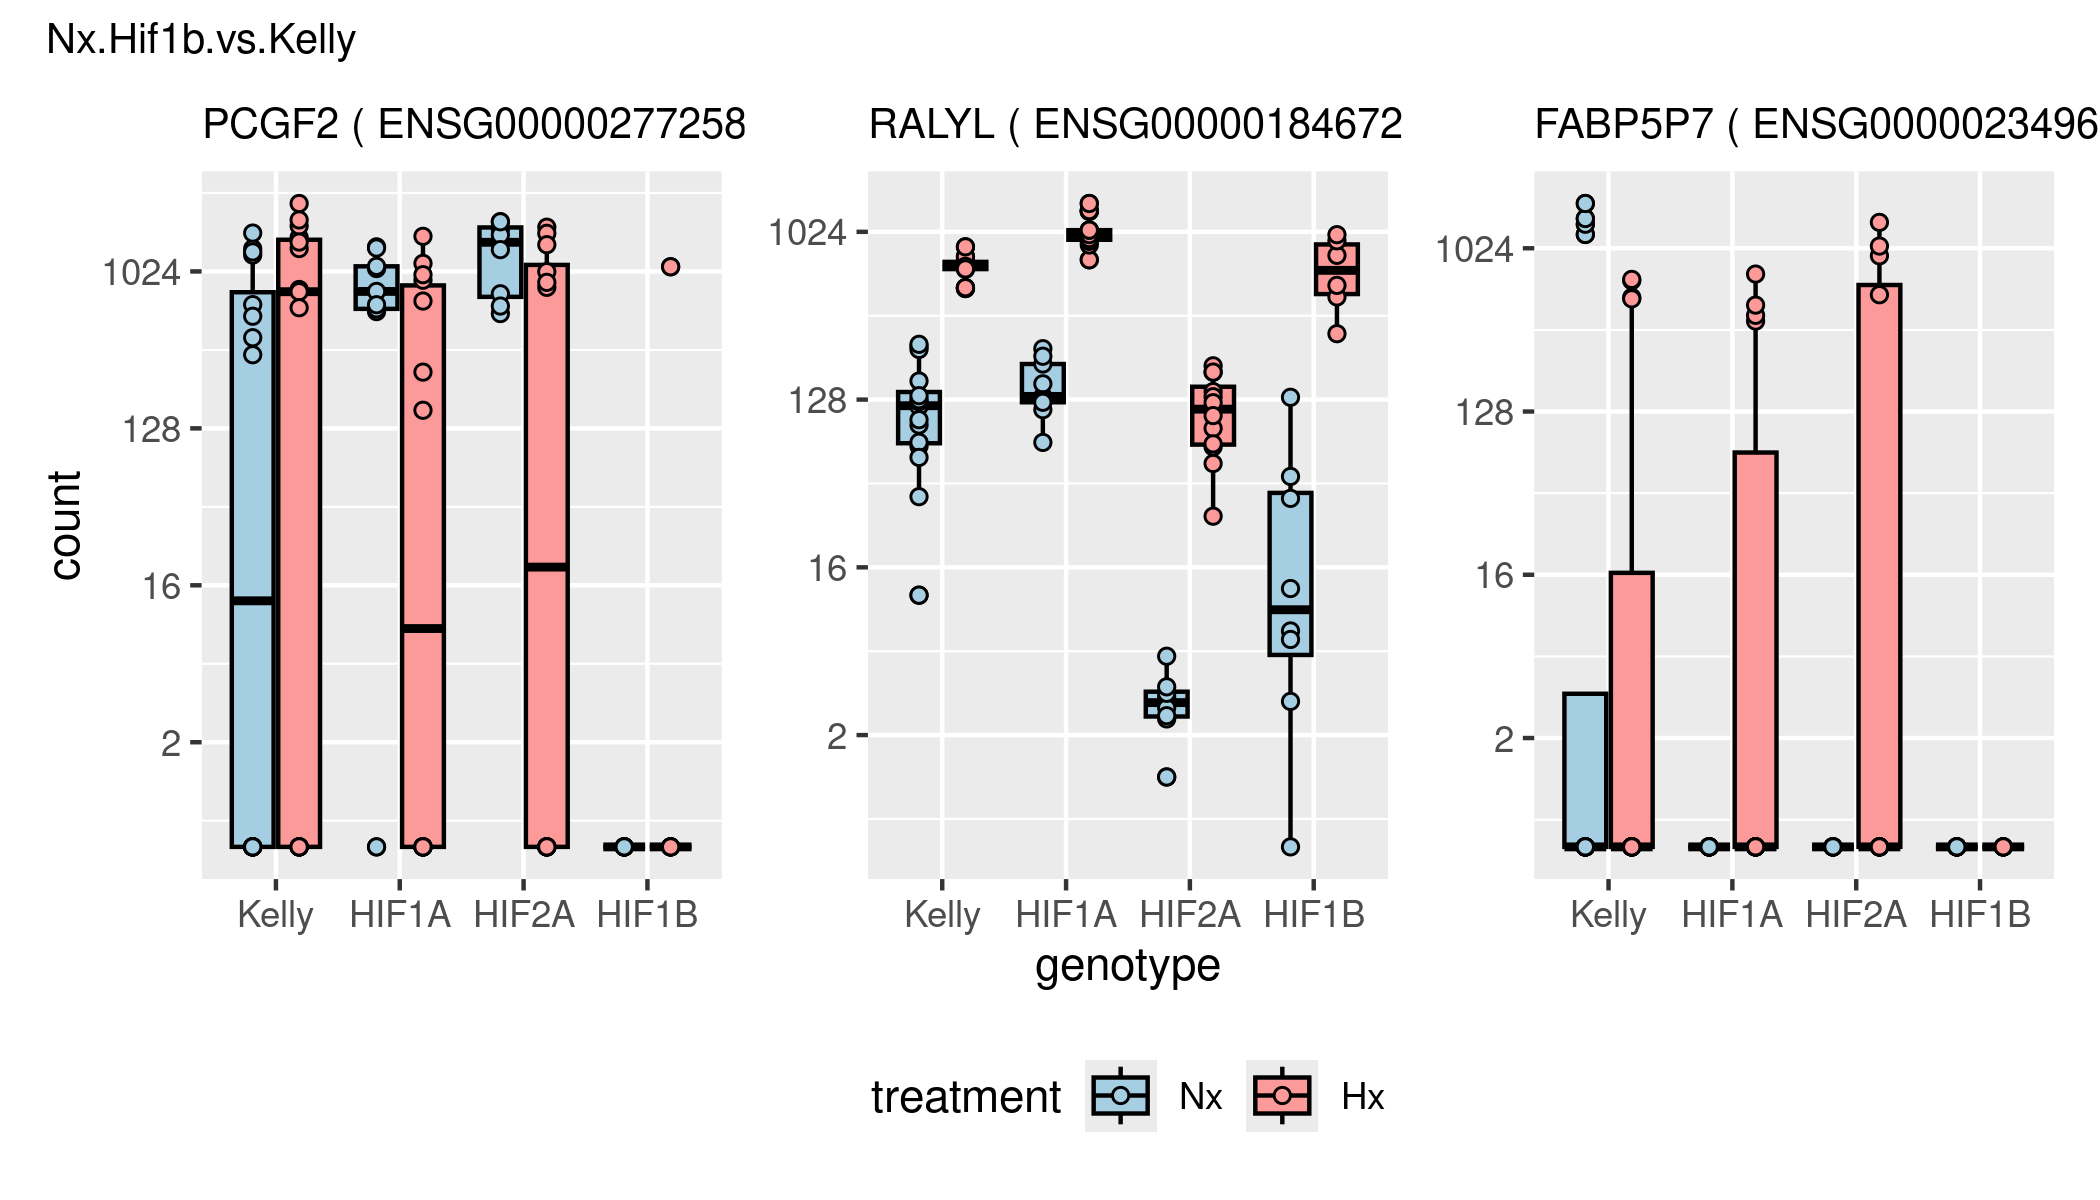 Nx.Hif1b.vs.Kelly
PCGF2 ( ENSG00000277258
RALYL ( ENSG00000184672
FABP5P7 ( ENSG0000023496
count
1024
128
16
2
1024
128
16
2
1024
128
16
2
Kelly HIF1A HIF2A HIF1B
Kelly HIF1A HIF2A HIF1B
Kelly HIF1A HIF2A HIF1B
genotype
treatment Nx Hx